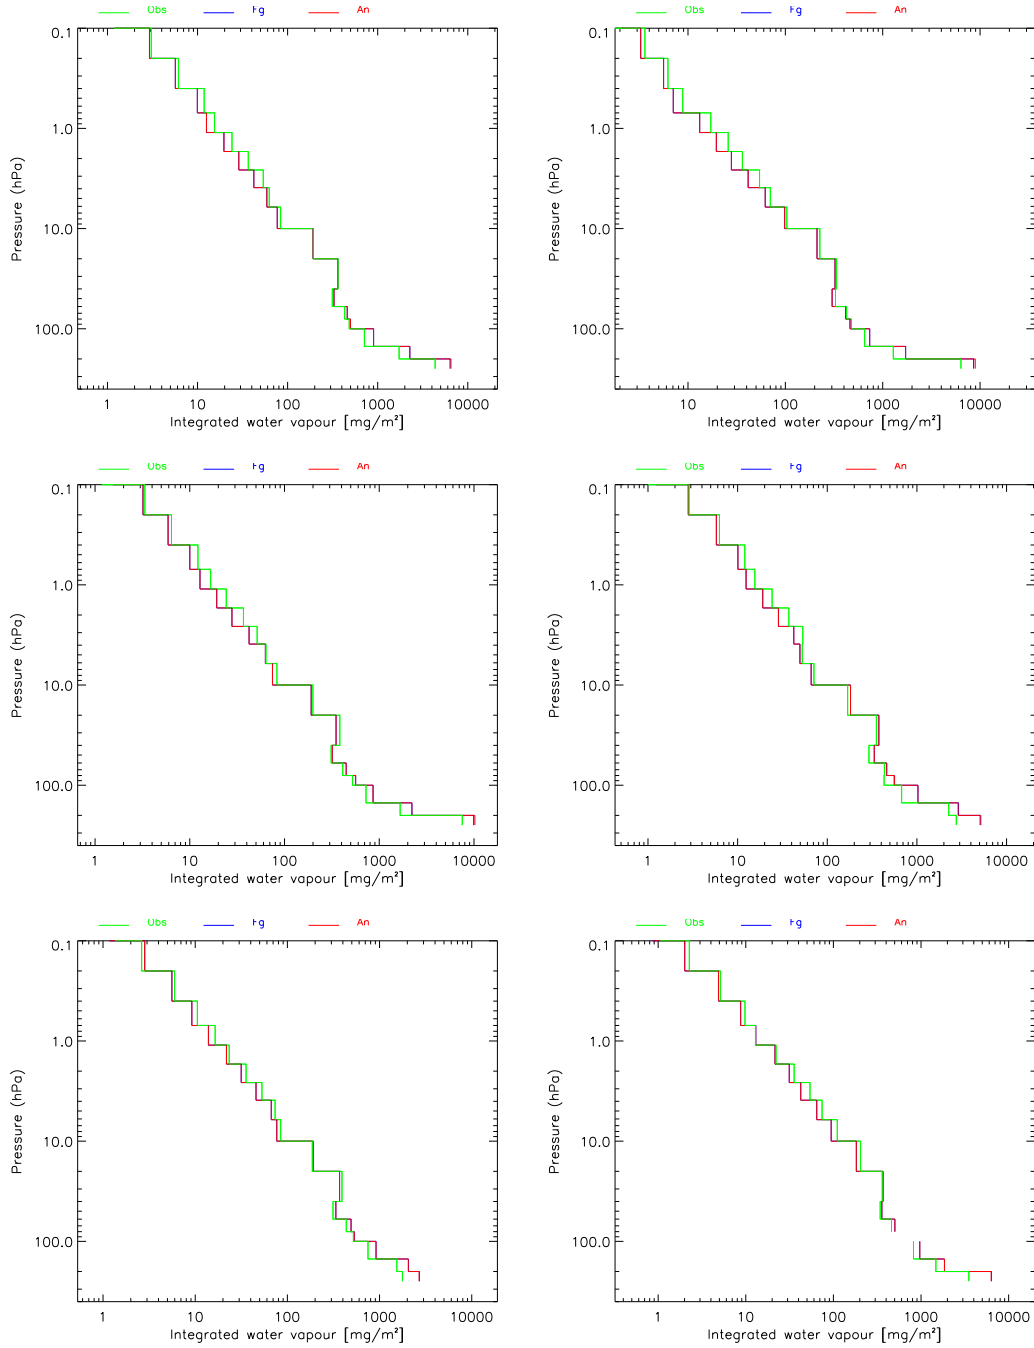 Obs Fg An Obs Fg An
0.1 0.1
1.0 1.0
10.0 10.0
100.0 100.0
Pressure (hPa) Pressure (hPa)
1 10 100 1000 10000 10 100 1000 10000
Integrated water vapour [mg/m²] Integrated water vapour [mg/m²]
Obs Fg An Obs Fg An
0.1 0.1
1.0 1.0
10.0 10.0
100.0 100.0
Pressure (hPa) Pressure (hPa)
1 10 100 1000 10000 1 10 100 1000 10000
Integrated water vapour [mg/m²] Integrated water vapour [mg/m²]
Obs Fg An Obs Fg An
0.1 0.1
1.0 1.0
10.0 10.0
100.0 100.0
Pressure (hPa) Pressure (hPa)
1 10 100 1000 10000 1 10 100 1000 10000
Integrated water vapour [mg/m²] Integrated water vapour [mg/m²]